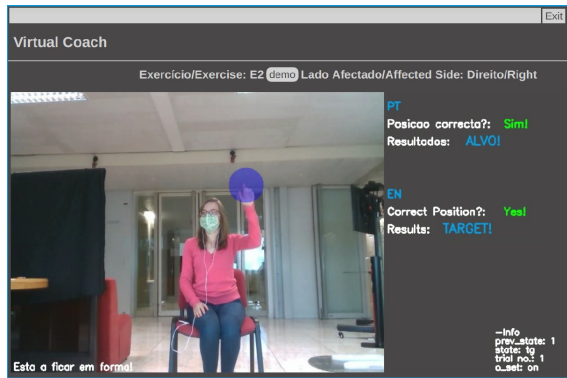 Exit
Virtual Coach
Exercício/Exercise: E2 demo Lado Afectado/Affected Side: Direito/Right
PT
Posicao correcta?: Sim!
Resultados: ALVO!
EN
Correct Position?: Yes!
Results: TARGET!
Esta a ficar em forma!
-Info
prev_state: 1
state: tg
trial no.: 1
a_set: on